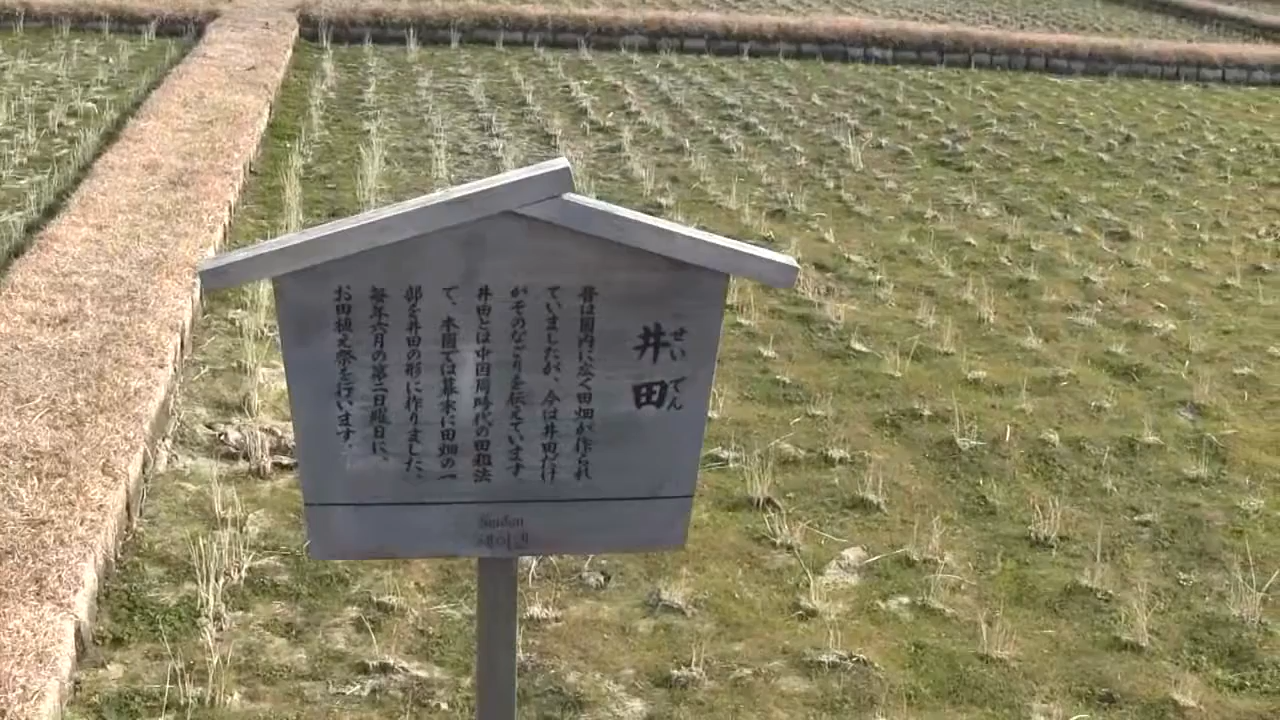 井田
せいでん
昔は園内に広く田畑が作られ
ていましたが、今は井田だけ
がそのなごりを伝えています
井田とは中国周時代の田租法
で、本園では幕末に田畑の一
部を井田の形に作りました。
毎年六月の第二日曜日に、
お田植え祭を行います。
Seiden